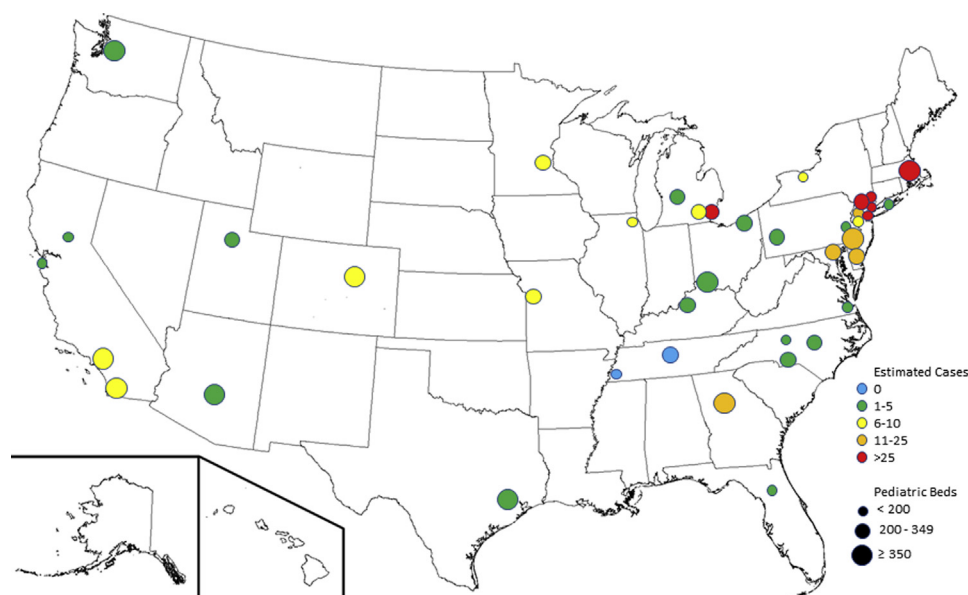 Estimated Cases
0
1-5
6-10
11-25
>25
Pediatric Beds
< 200
200 - 349
≥ 350